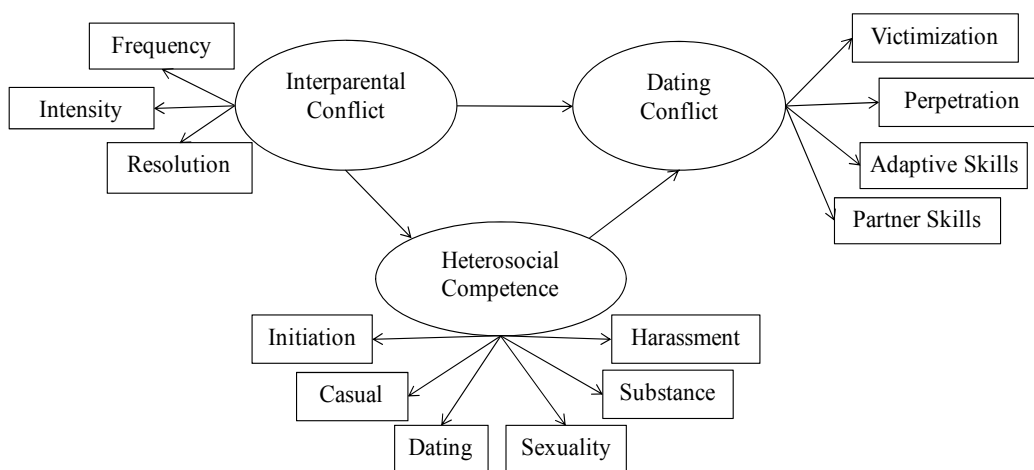 Frequency
Intensity
Resolution
Interparental
Conflict
Dating
Conflict
Victimization
Perpetration
Adaptive Skills
Partner Skills
Heterosocial
Competence
Initiation
Casual
Dating
Sexuality
Substance
Harassment